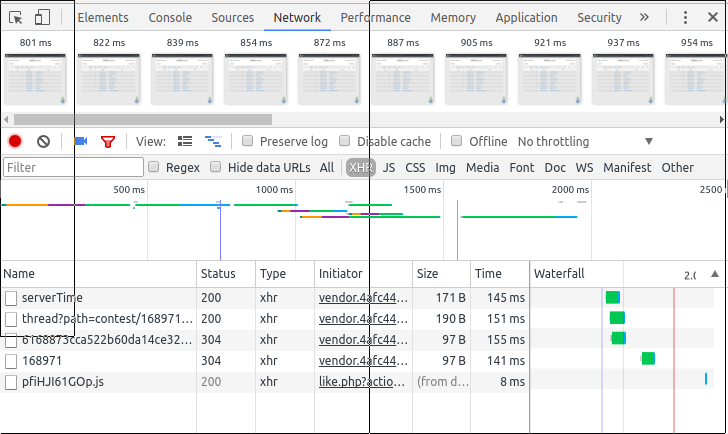 Elements Console Sources Network Performance Memory Application Security »
801 ms 822 ms 839 ms 854 ms 872 ms 887 ms 905 ms 921 ms 937 ms 954 ms
View: Preserve log Disable cache Offline No throttling
Filter Regex Hide data URLs All XHR JS CSS Img Media Font Doc WS Manifest Other
500 ms 1000 ms 1500 ms 2000 ms 2500
Name Status Type Initiator Size Time Waterfall 2.0
serverTime 200 xhr vendor.4afc44... 171 B 145 ms
thread?path=contest/168971... 200 xhr vendor.4afc44... 190 B 151 ms
6168873cca522b60da14ce32... 304 xhr vendor.4afc44... 97 B 155 ms
168971 304 xhr vendor.4afc44... 97 B 141 ms
pfiHJI61GOp.js 200 xhr like.php?actio... (from d... 8 ms